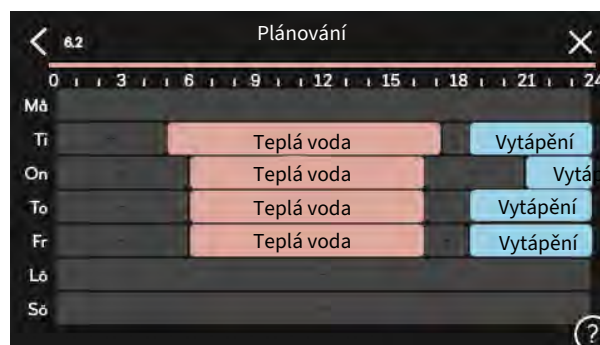 6.2 Plánování
0 3 6 9 12 15 18 21 24
Må
Ti Teplá voda Vytápění
On Teplá voda Vytáp
To Teplá voda Vytápění
Fr Teplá voda Vytápění
Lö
Sö
?